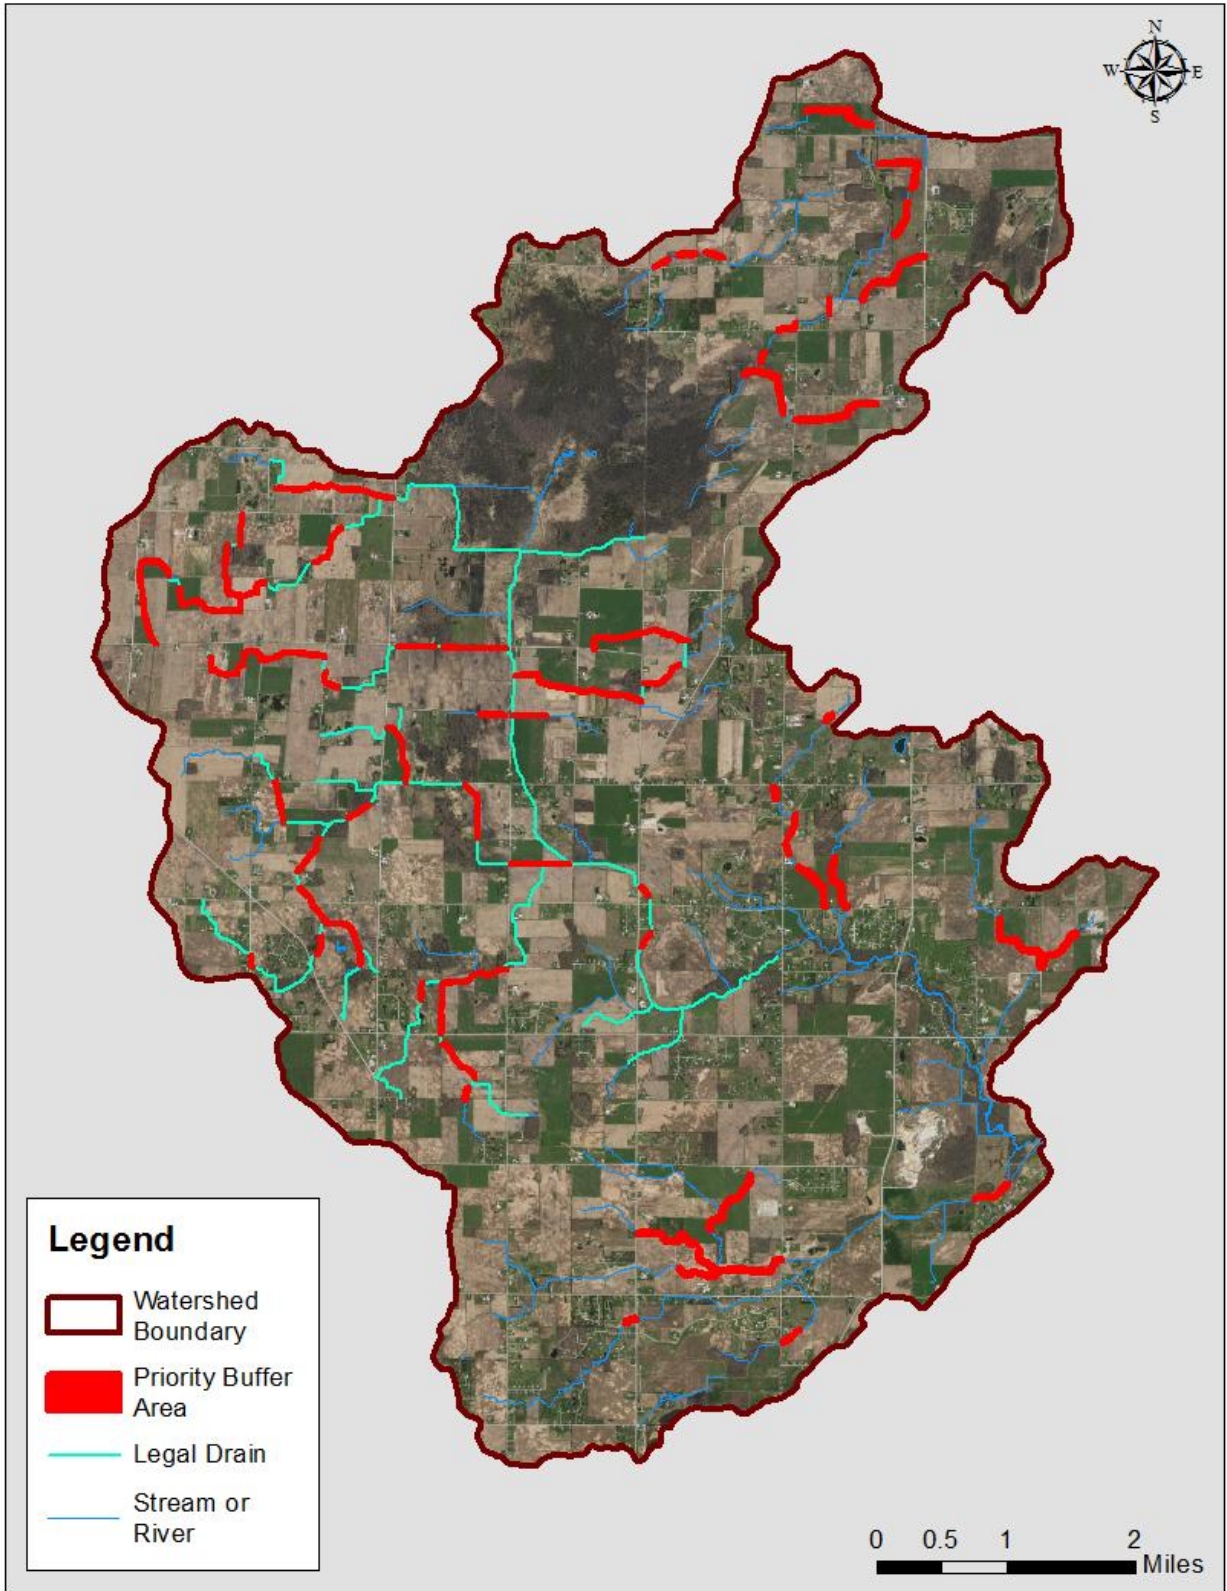 N
W E
S
Legend
Watershed
Boundary
Priority Buffer
Area
Legal Drain
Stream or
River
0 0.5 1 2
Miles